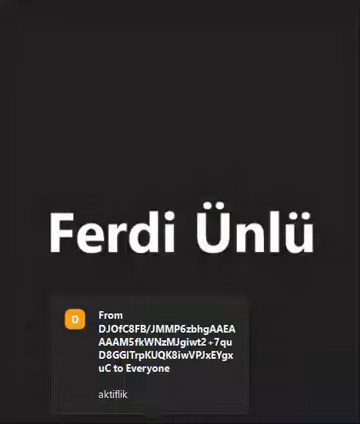 Ferdi Ünlü
D
From
DJOfC8FB/JMMP6zbhgAAEA
AAAM5fkWNzMJgiwt2+7qu
D8GGITrpKUQK8iwVPJxEYgx
uC to Everyone
aktiflik